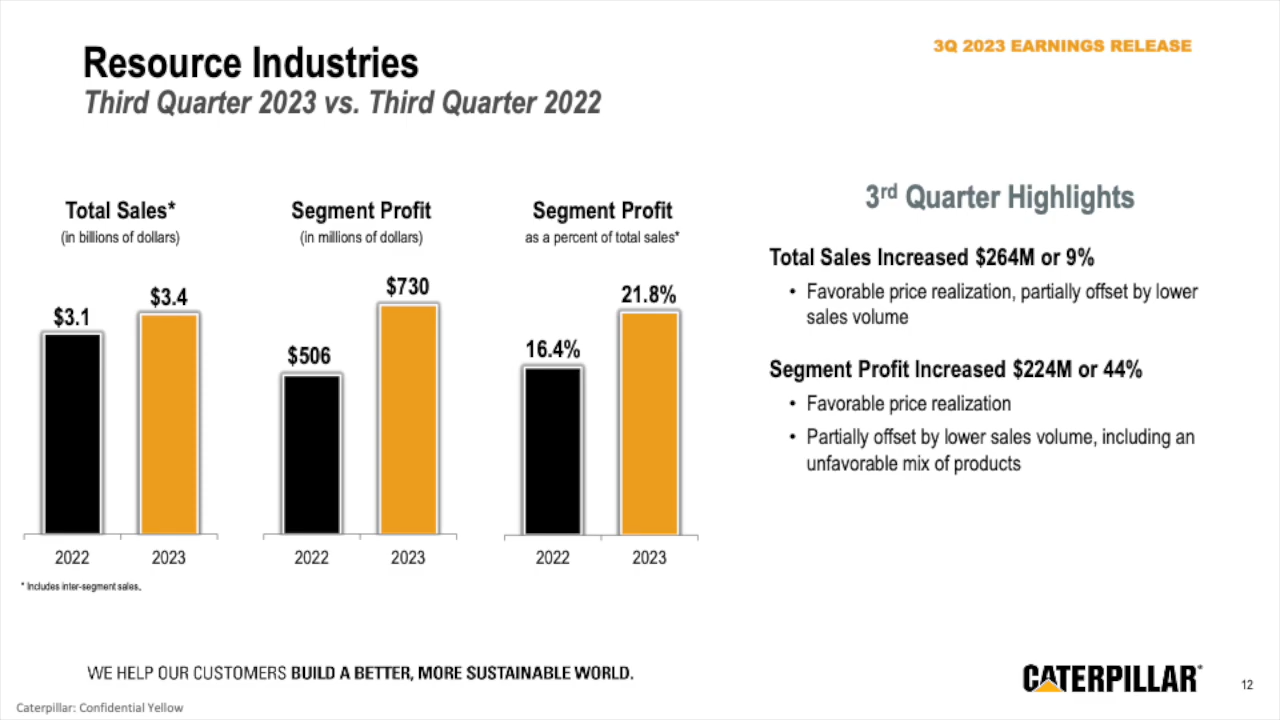 3Q 2023 EARNINGS RELEASE
Resource Industries
Third Quarter 2023 vs. Third Quarter 2022
Total Sales*
(in billions of dollars)
$3.1
$3.4
2022
2023
* Includes inter-segment sales.
Segment Profit
(in millions of dollars)
$506
$730
2022
2023
Segment Profit
as a percent of total sales*
16.4%
21.8%
2022
2023
3rd Quarter Highlights
Total Sales Increased $264M or 9%
• Favorable price realization, partially offset by lower
sales volume
Segment Profit Increased $224M or 44%
• Favorable price realization
• Partially offset by lower sales volume, including an
unfavorable mix of products
WE HELP OUR CUSTOMERS BUILD A BETTER, MORE SUSTAINABLE WORLD.
CATERPILLAR®
12
Caterpillar: Confidential Yellow